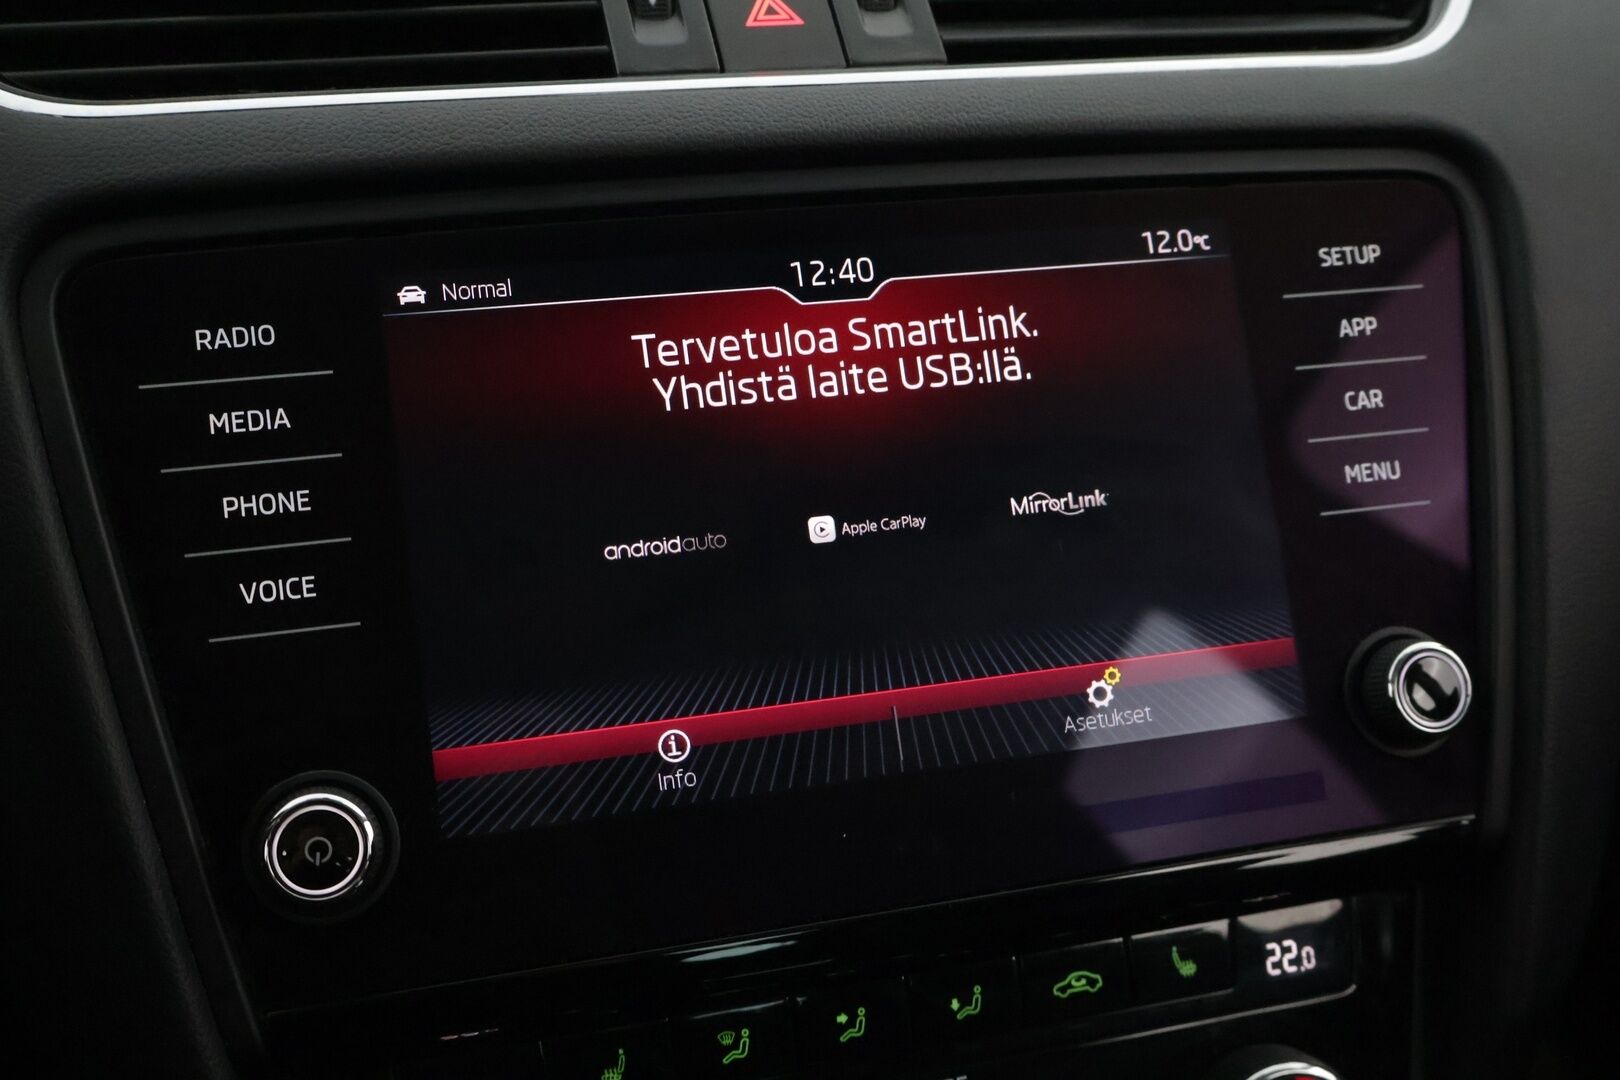 Normal
12:40
12.0°C
Tervetuloa SmartLink.
Yhdistä laite USB:llä.
androidauto
Apple CarPlay
MirrorLink
Info
Asetukset
RADIO
MEDIA
PHONE
VOICE
SETUP
APP
CAR
MENU
22.0